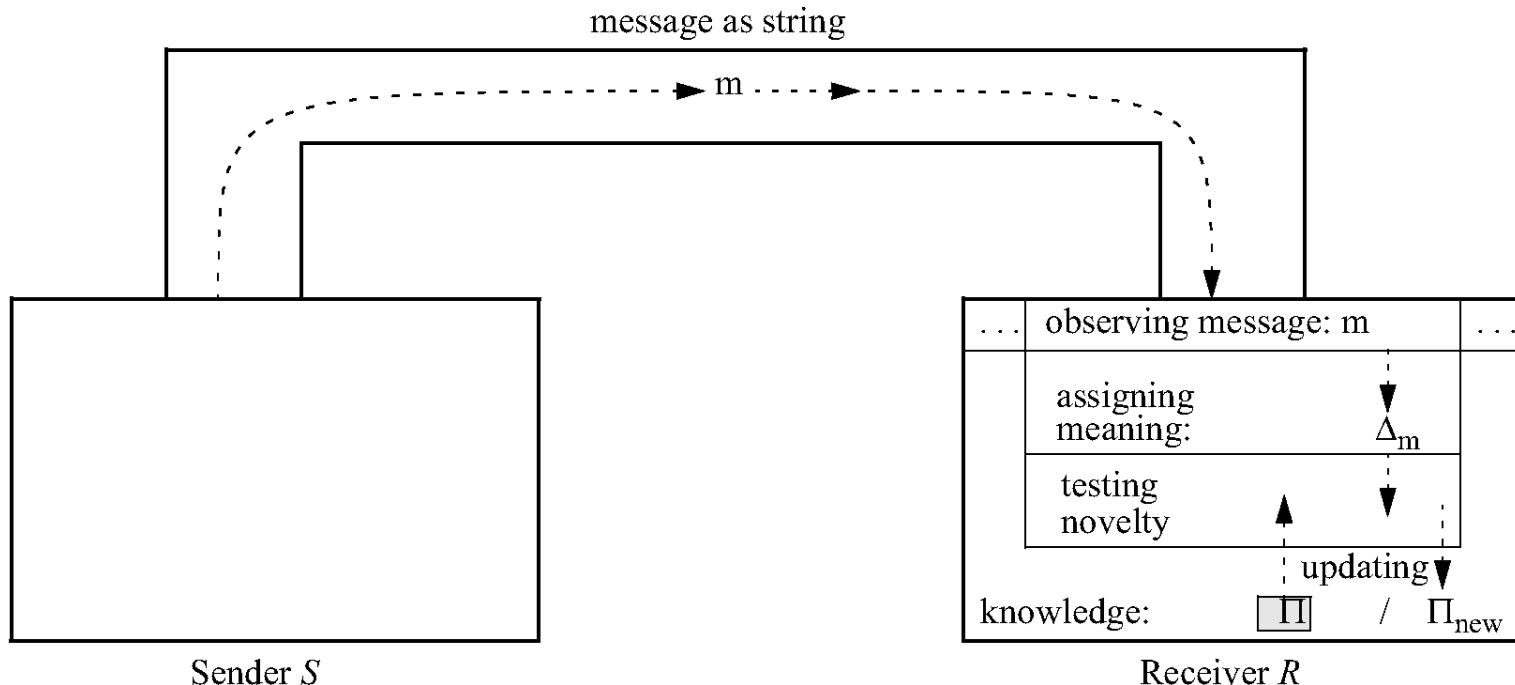 message as string
m
. . . observing message: m . . .
assigning
meaning: Δm
testing
novelty
updating
knowledge: Π / Πnew
Sender S Receiver R